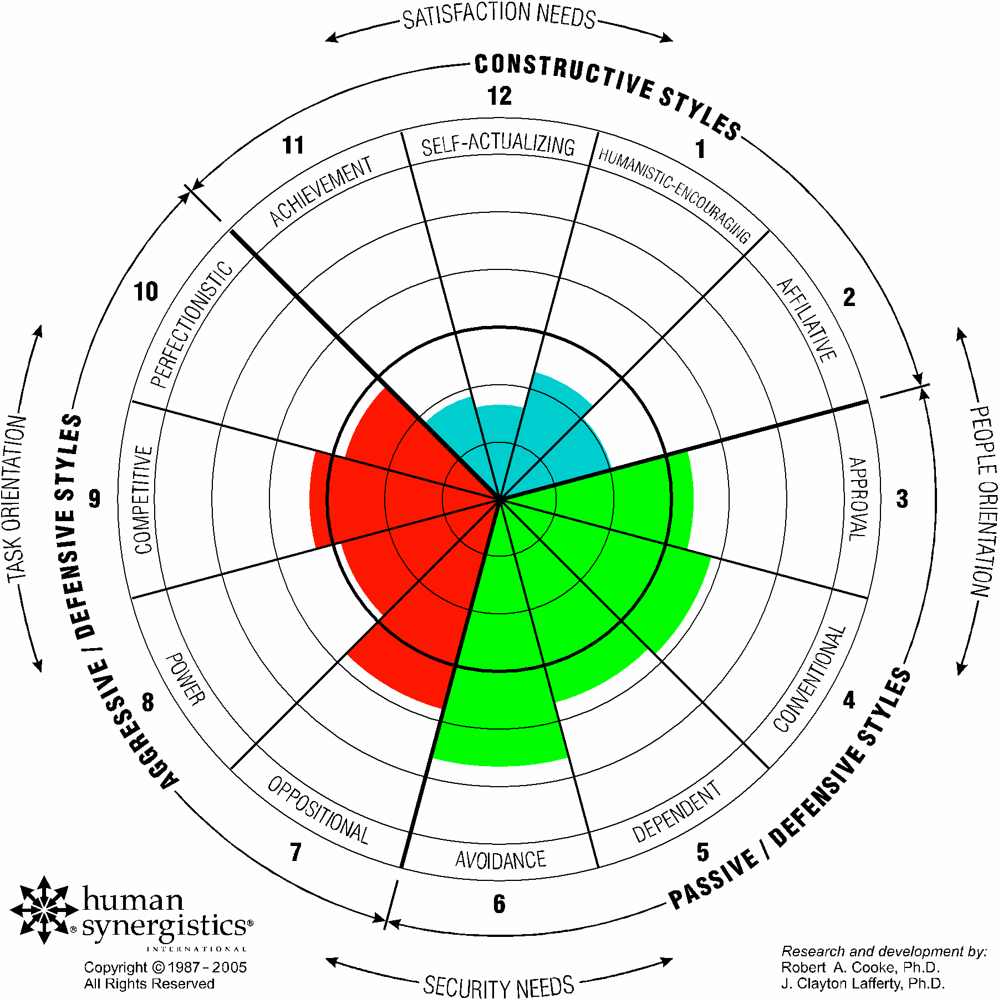 SATISFACTION NEEDS
CONSTRUCTIVE STYLES
12
11
1
SELF-ACTUALIZING
HUMANISTIC-ENCOURAGING
ACHIEVEMENT
10
2
PERFECTIONISTIC
AFFILIATIVE
TASK ORIENTATION
AGGRESSIVE / DEFENSIVE STYLES
9
COMPETITIVE
APPROVAL
3
PEOPLE ORIENTATION
8
POWER
CONVENTIONAL
4
OPPOSITIONAL
DEPENDENT
7
AVOIDANCE
5
PASSIVE / DEFENSIVE STYLES
6
human
synergistics®
®
INTERNATIONAL
Copyright © 1987 – 2005
All Rights Reserved
SECURITY NEEDS
Research and development by:
Robert A. Cooke, Ph.D.
J. Clayton Lafferty, Ph.D.